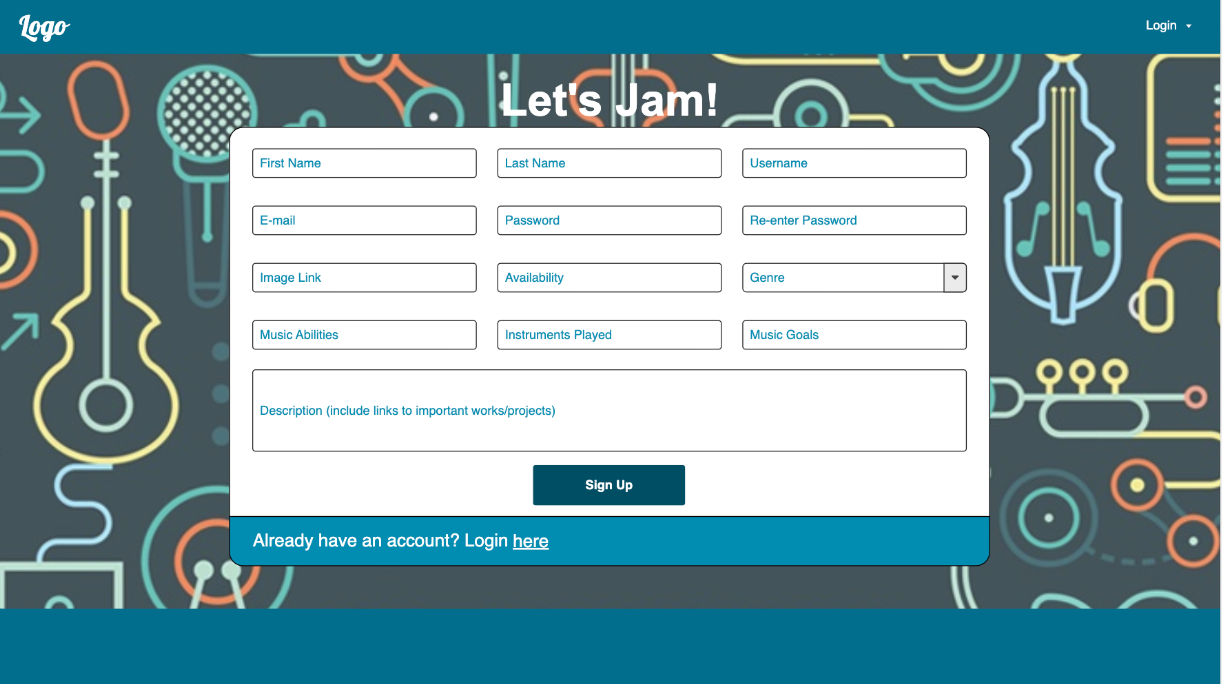 Logo
Login
Let's Jam!
First Name
Last Name
Username
E-mail
Password
Re-enter Password
Image Link
Availability
Genre
Music Abilities
Instruments Played
Music Goals
Description (include links to important works/projects)
Sign Up
Already have an account? Login here